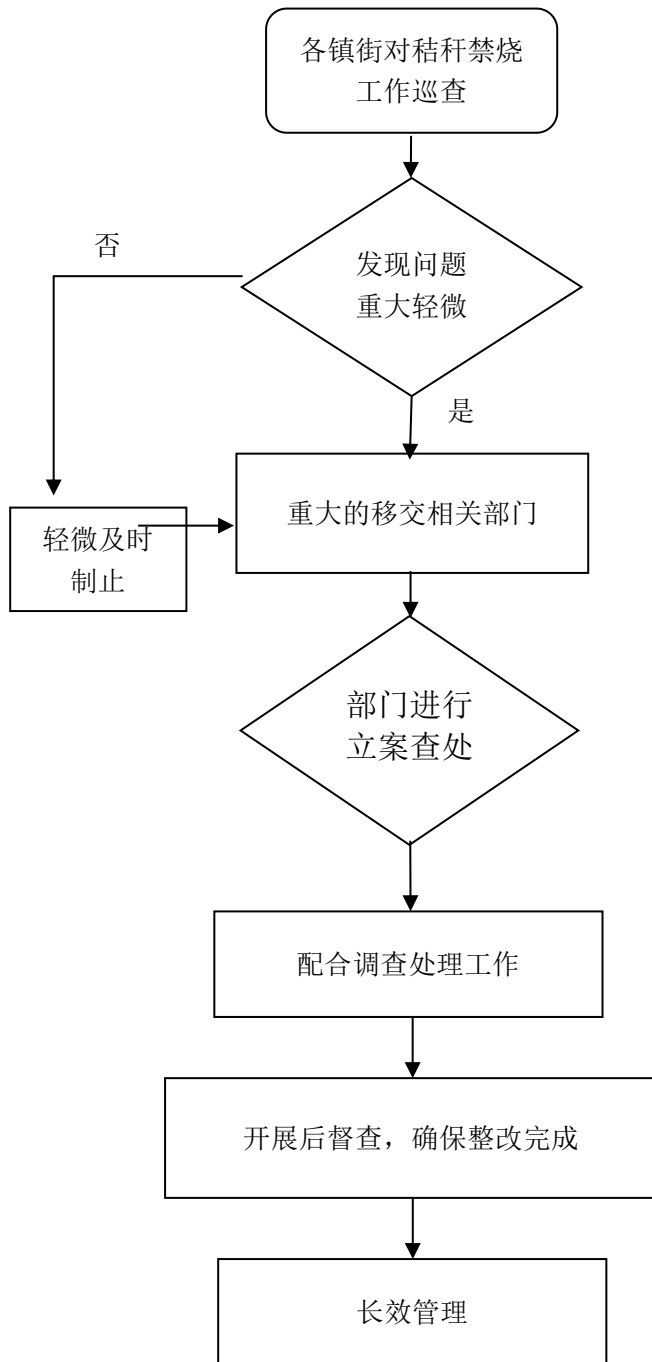 各镇街对秸秆禁烧
工作巡查
否
发现问题
重大轻微
是
重大的移交相关部门
轻微及时
制止
部门进行
立案查处
配合调查处理工作
开展后督查，确保整改完成
长效管理